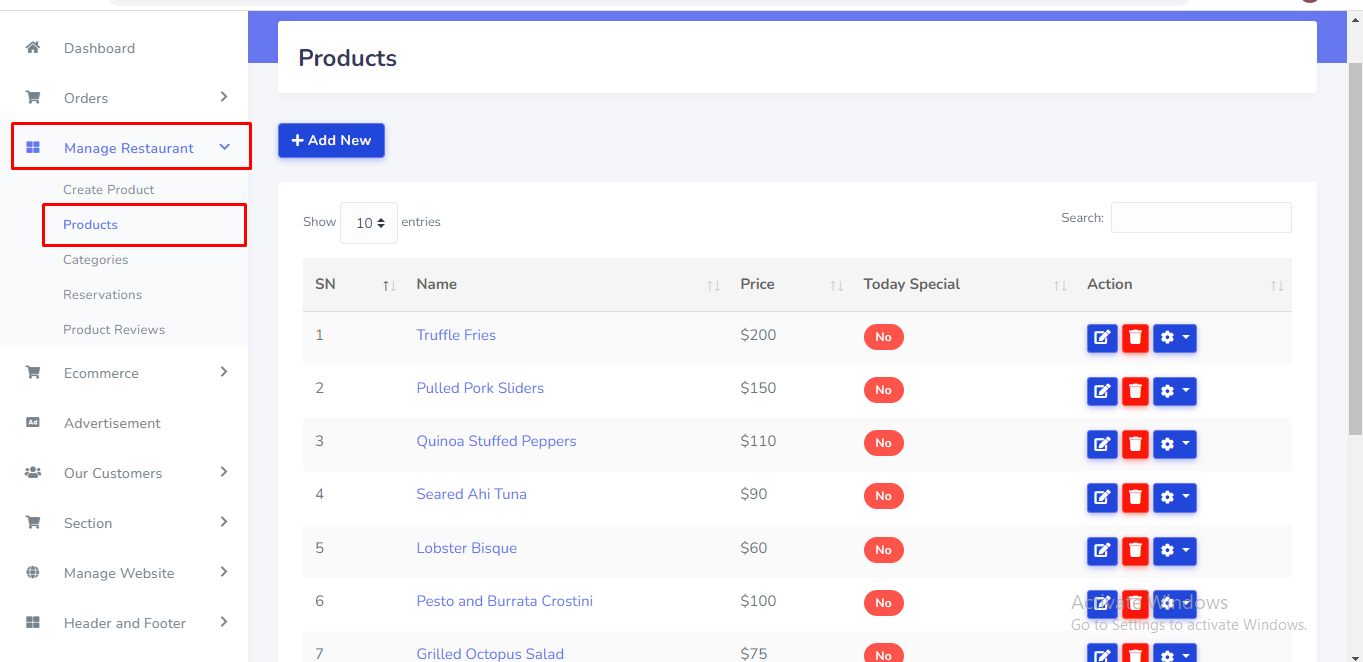 Dashboard
Orders
Manage Restaurant
Create Product
Products
Categories
Reservations
Product Reviews
Ecommerce
Ad Advertisement
Our Customers
Section
Manage Website
Header and Footer
Products
+ Add New
Show 10 entries
Search:
SN Name Price Today Special Action
1 Truffle Fries $200 No
2 Pulled Pork Sliders $150 No
3 Quinoa Stuffed Peppers $110 No
4 Seared Ahi Tuna $90 No
5 Lobster Bisque $60 No
6 Pesto and Burrata Crostini $100 No
7 Grilled Octopus Salad $75 No
Activate Windows
Go to Settings to activate Windows.